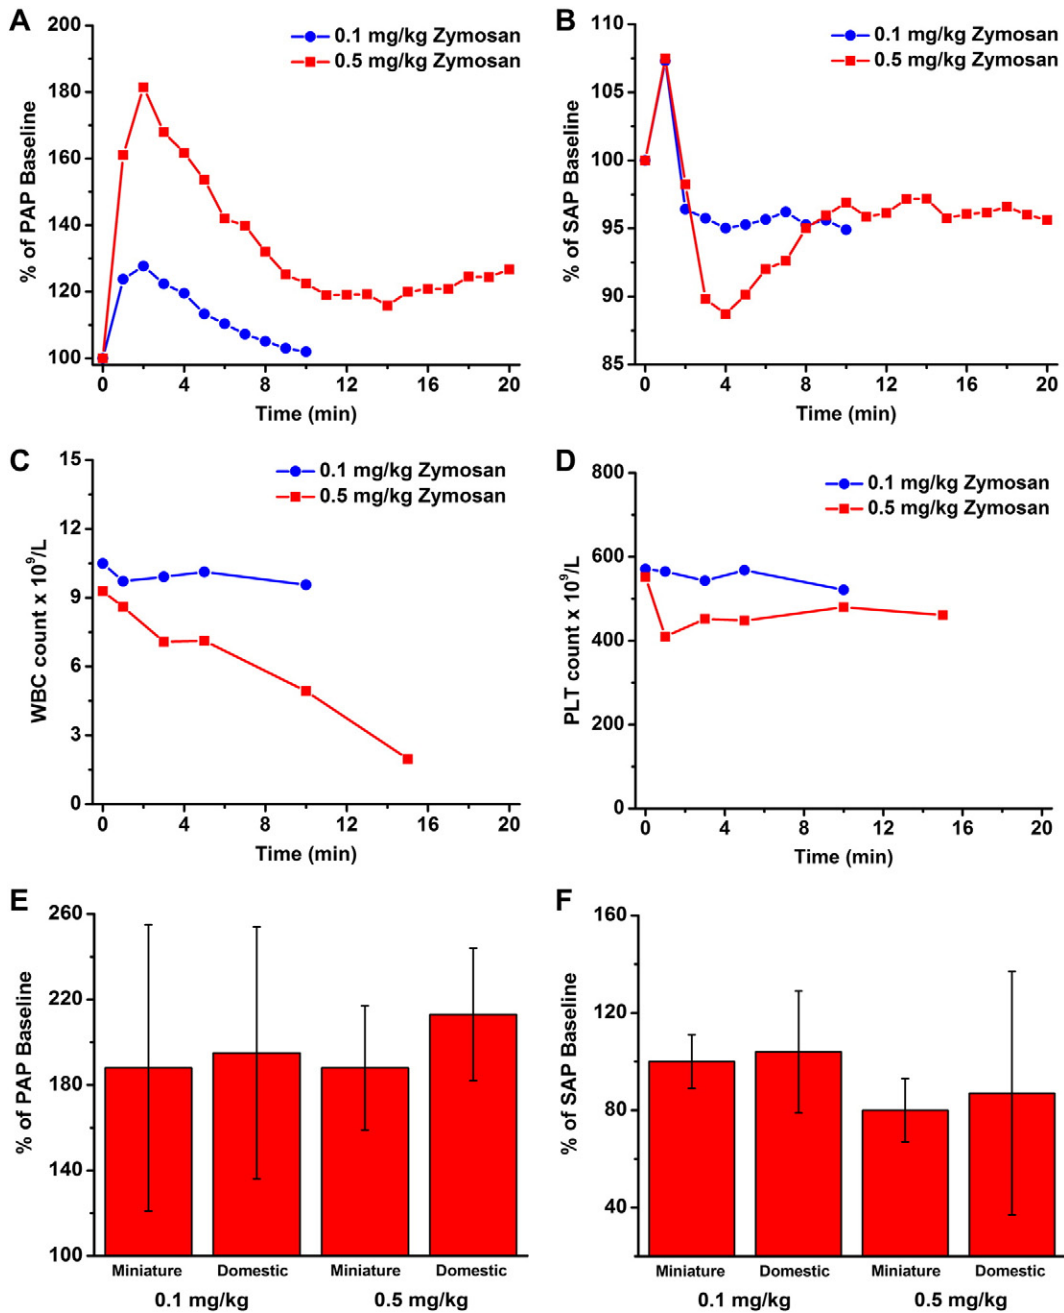 A
200
180
160
140
120
100
% of PAP Baseline
0.1 mg/kg Zymosan
0.5 mg/kg Zymosan
0 4 8 12 16 20
Time (min)
B
110
105
100
95
90
85
% of SAP Baseline
0.1 mg/kg Zymosan
0.5 mg/kg Zymosan
0 4 8 12 16 20
Time (min)
C
15
12
9
6
3
0
WBC count x 10⁹/L
0.1 mg/kg Zymosan
0.5 mg/kg Zymosan
0 4 8 12 16 20
Time (min)
D
800
600
400
200
0
PLT count x 10⁹/L
0.1 mg/kg Zymosan
0.5 mg/kg Zymosan
0 4 8 12 16 20
Time (min)
E
260
220
180
140
100
% of PAP Baseline
Miniature Domestic Miniature Domestic
0.1 mg/kg 0.5 mg/kg
F
160
120
80
40
% of SAP Baseline
Miniature Domestic Miniature Domestic
0.1 mg/kg 0.5 mg/kg